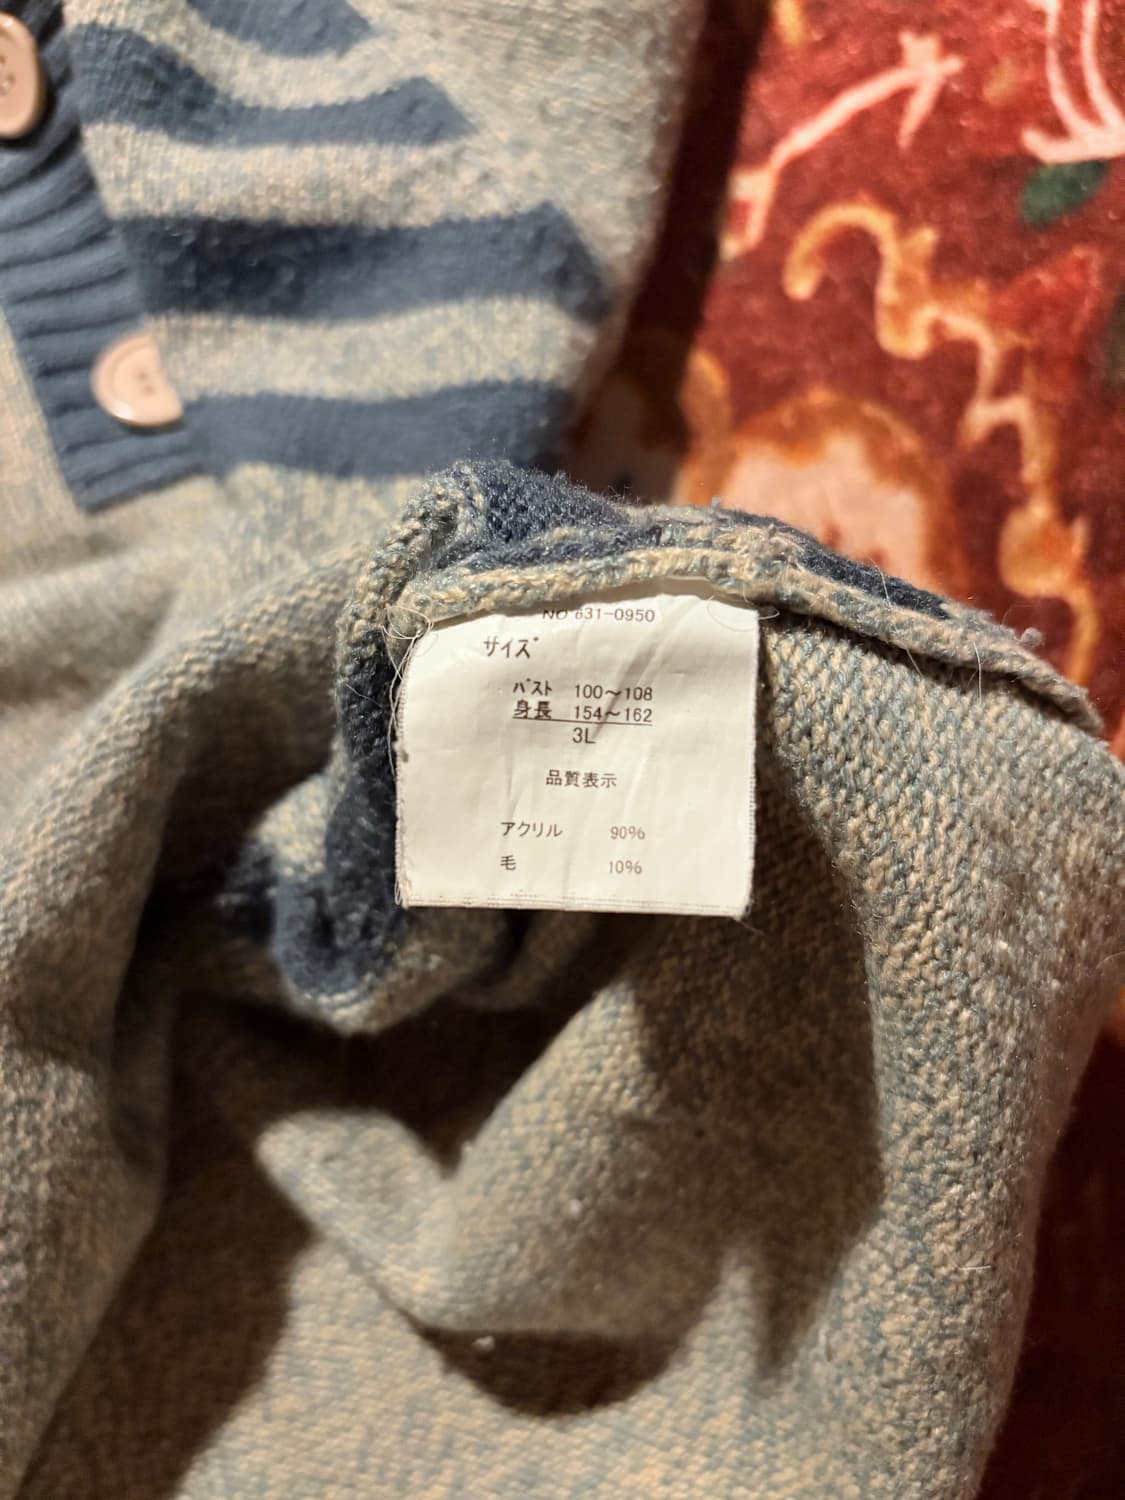 NO 631-0950
サイズ
バスト 100〜108
身長 154〜162
3L
品質表示
アクリル 90%
毛 10%